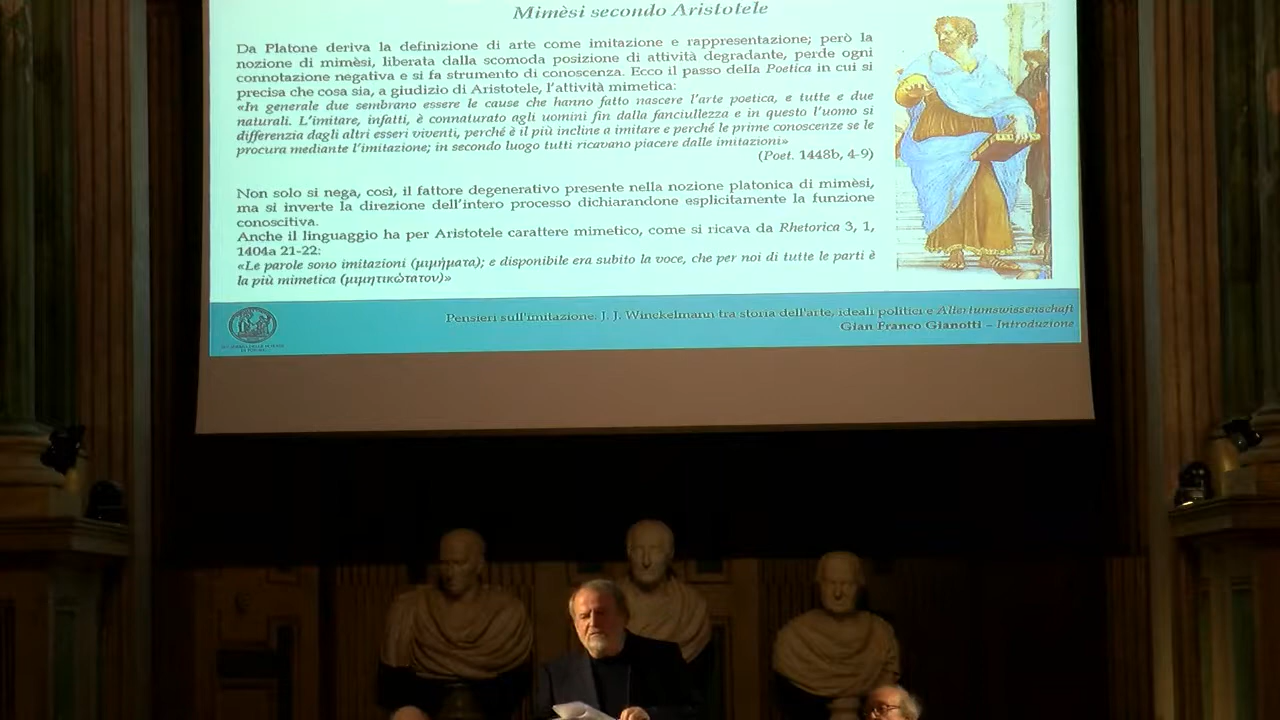 Mimèsi secondo Aristotele
Da Platone deriva la definizione di arte come imitazione e rappresentazione; però la
nozione di mimèsi, liberata dalla scomoda posizione di attività degradante, perde ogni
connotazione negativa e si fa strumento di conoscenza. Ecco il passo della Poetica in cui si
precisa che cosa sia, a giudizio di Aristotele, l'attività mimetica:
«In generale due sembrano essere le cause che hanno fatto nascere l'arte poetica, e tutte e due
naturali. L'imitare, infatti, è connaturato agli uomini fin dalla fanciullezza e in questo l'uomo si
differenzia dagli altri esseri viventi, perché è il più incline a imitare e perché le prime conoscenze se le
procura mediante l'imitazione; in secondo luogo tutti ricavano piacere dalle imitazioni»
(Poet. 1448b, 4-9)
Non solo si nega, così, il fattore degenerativo presente nella nozione platonica di mimèsi,
ma si inverte la direzione dell'intero processo dichiarandone esplicitamente la funzione
conoscitiva.
Anche il linguaggio ha per Aristotele carattere mimetico, come si ricava da Rhetorica 3, 1,
1404a 21-22:
«Le parole sono imitazioni (μιμήματα); e disponibile era subito la voce, che per noi di tutte le parti è
la più mimetica (μιμητικώτατον)»
Pensieri sull'imitazione. J. J. Winckelmann tra storia dell'arte, ideali politici e Altertumswissenschaft
Gian Franco Gianotti – Introduzione